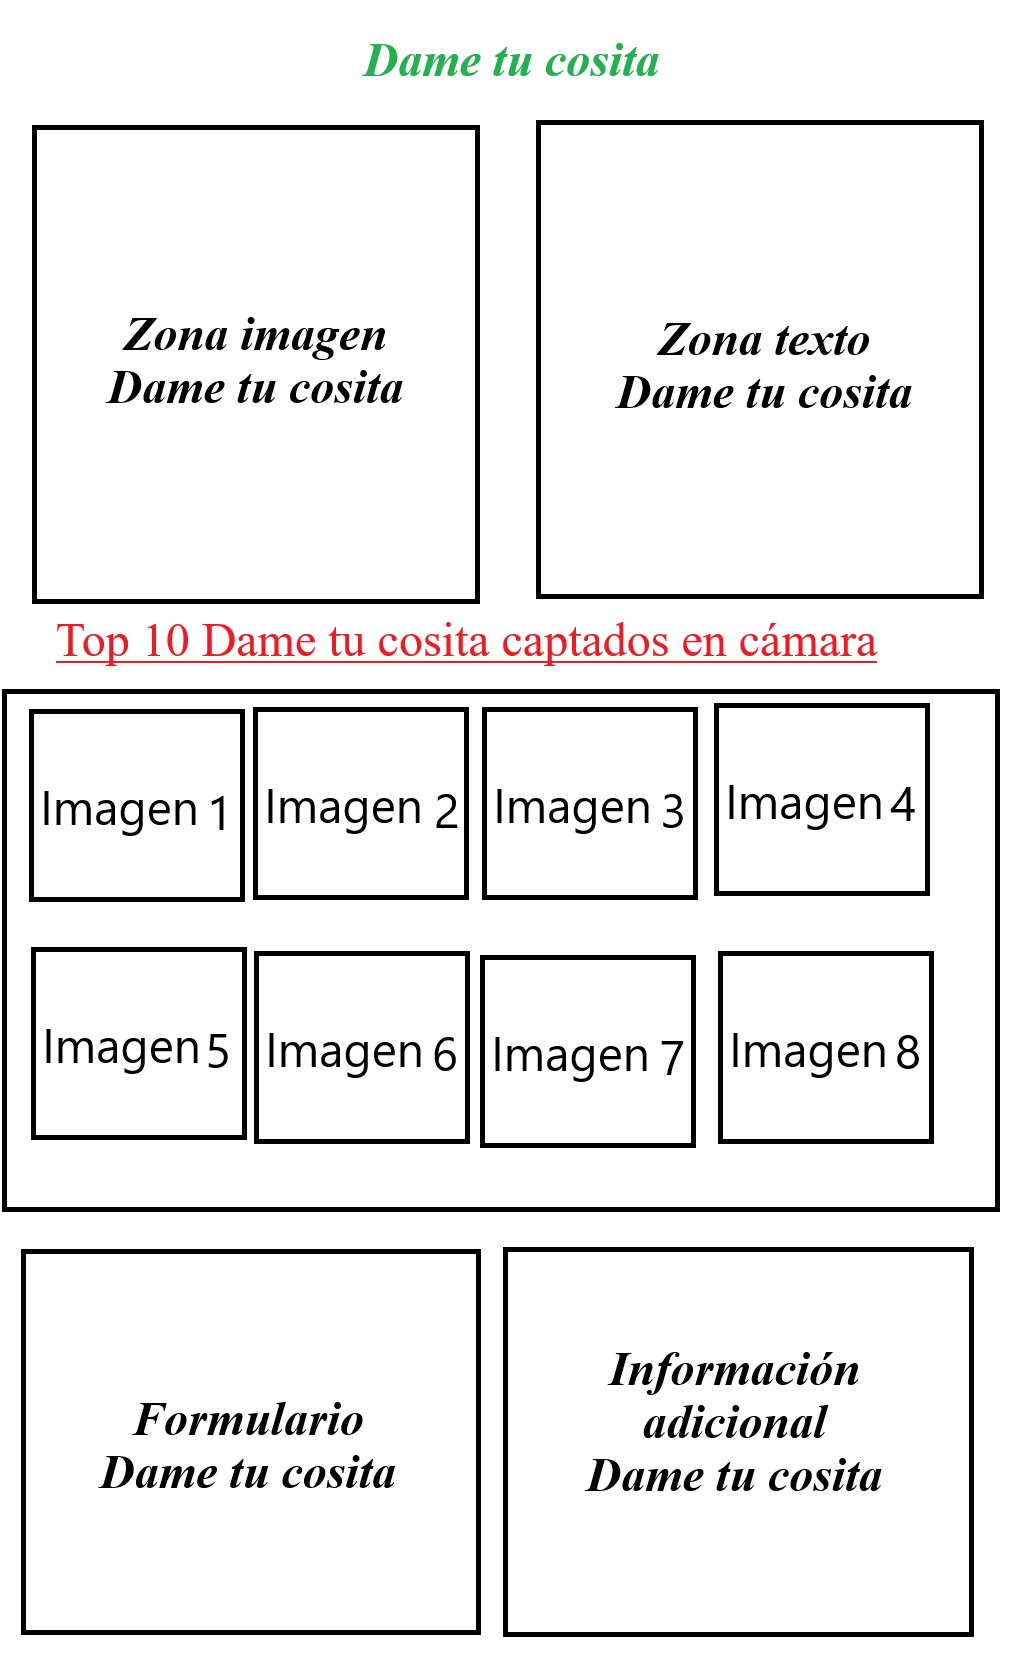 Dame tu cosita
Zona imagen
Dame tu cosita
Zona texto
Dame tu cosita
Top 10 Dame tu cosita captados en cámara
Imagen 1
Imagen 2
Imagen 3
Imagen 4
Imagen 5
Imagen 6
Imagen 7
Imagen 8
Formulario
Dame tu cosita
Información
adicional
Dame tu cosita